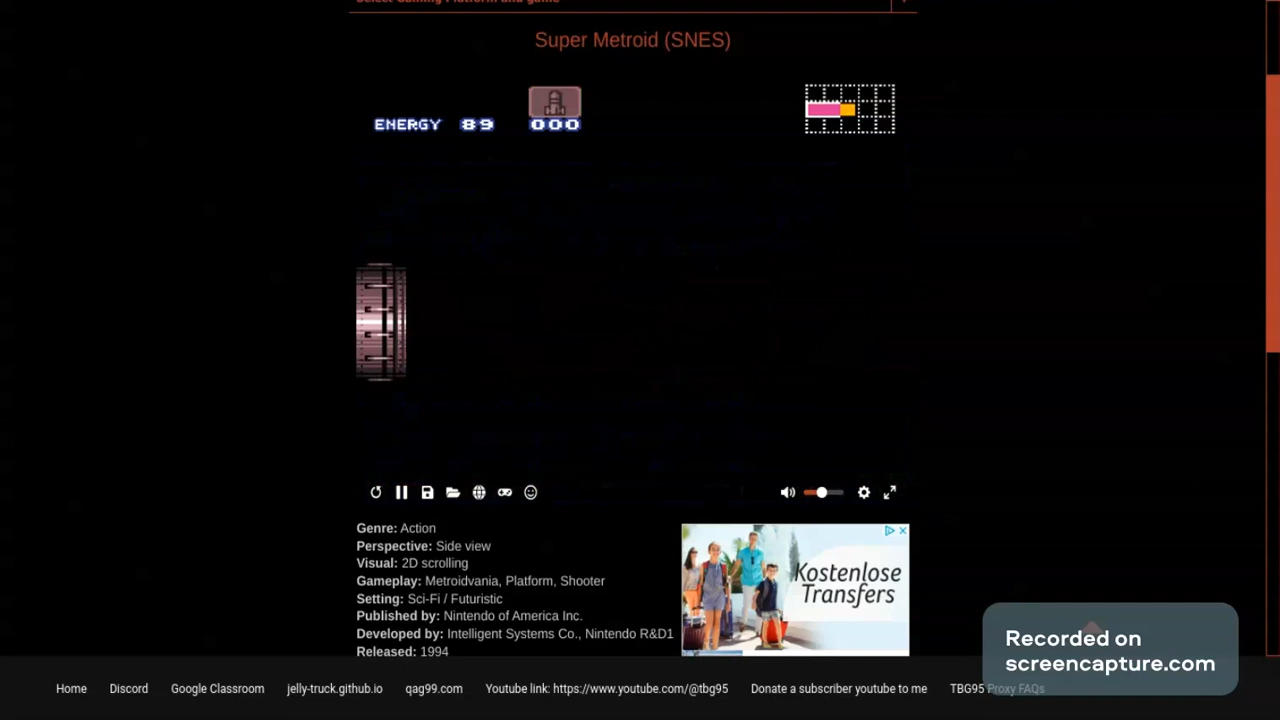 Super Metroid (SNES)
ENERGY 89
000
Genre: Action
Perspective: Side view
Visual: 2D scrolling
Gameplay: Metroidvania, Platform, Shooter
Setting: Sci-Fi / Futuristic
Published by: Nintendo of America Inc.
Developed by: Intelligent Systems Co., Nintendo R&D1
Released: 1994
Kostenlose
Transfers
Recorded on
screencapture.com
Home
Discord
Google Classroom
jelly-truck.github.io
qag99.com
Youtube link: https://www.youtube.com/@tbg95
Donate a subscriber youtube to me
TBG95 Proxy FAQs